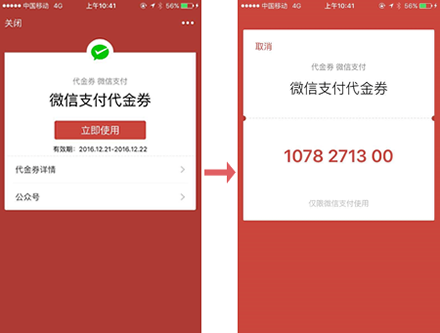 中国移动 4G 上午10:41 56%
关闭
代金券 微信支付
微信支付代金券
立即使用
有效期：2016.12.21-2016.12.22
代金券详情
公众号
中国移动 4G 上午10:41 56%
取消
代金券 微信支付
微信支付代金券
1078 2713 00
仅限微信支付使用